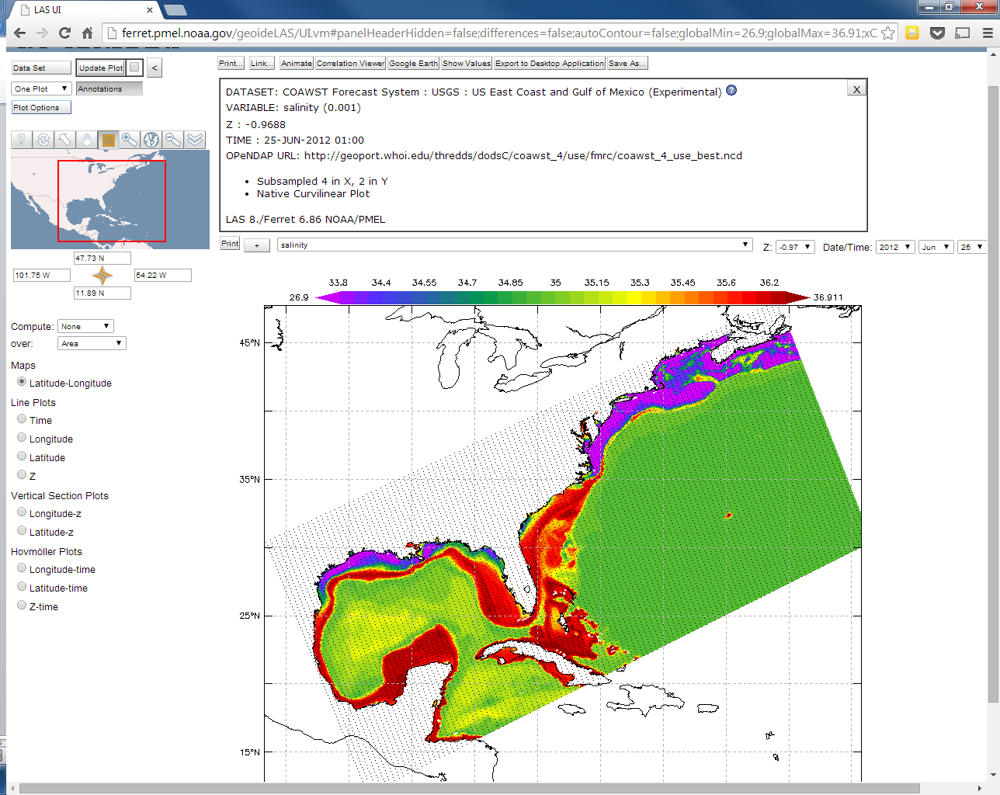 LAS UI
ferret.pmel.noaa.gov/geoideLAS/UI.vm#panelHeaderHidden=false;differences=false;autoContour=false;globalMin=26.9;globalMax=36.91;xC
Data Set
Update Plot
<
One Plot
Annotations
Plot Options
Print...
Link...
Animate
Correlation Viewer
Google Earth
Show Values
Export to Desktop Application
Save As...
DATASET: COAWST Forecast System : USGS : US East Coast and Gulf of Mexico (Experimental)
?
X
VARIABLE: salinity (0.001)
Z : -0.9688
TIME : 25-JUN-2012 01:00
OPeNDAP URL: http://geoport.whoi.edu/thredds/dodsC/coawst_4/use/fmrc/coawst_4_use_best.ncd
• Subsampled 4 in X, 2 in Y
• Native Curvilinear Plot
LAS 8./Ferret 6.86 NOAA/PMEL
Print
+
salinity
Z: -0.97
Date/Time: 2012 Jun 25
47.73 N
101.75 W
54.22 W
11.89 N
Compute: None
over: Area
Maps
Latitude-Longitude
Line Plots
Time
Longitude
Latitude
Z
Vertical Section Plots
Longitude-z
Latitude-z
Hovmöller Plots
Longitude-time
Latitude-time
Z-time
33.8 34.4 34.55 34.7 34.85 35 35.15 35.3 35.45 35.6 36.2
26.9 36.911
45°N
35°N
25°N
15°N